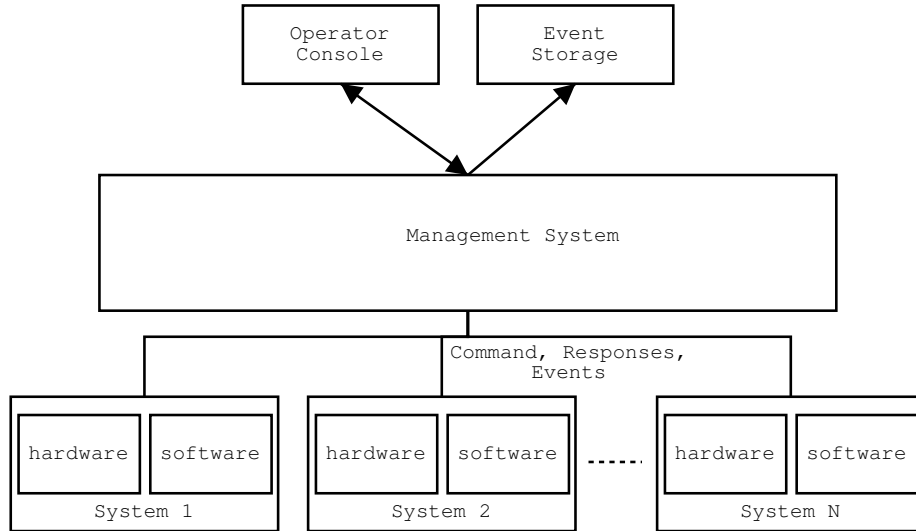 Operator
Console
Event
Storage
Management System
Command, Responses,
Events
hardware
software
System 1
hardware
software
System 2
hardware
software
System N